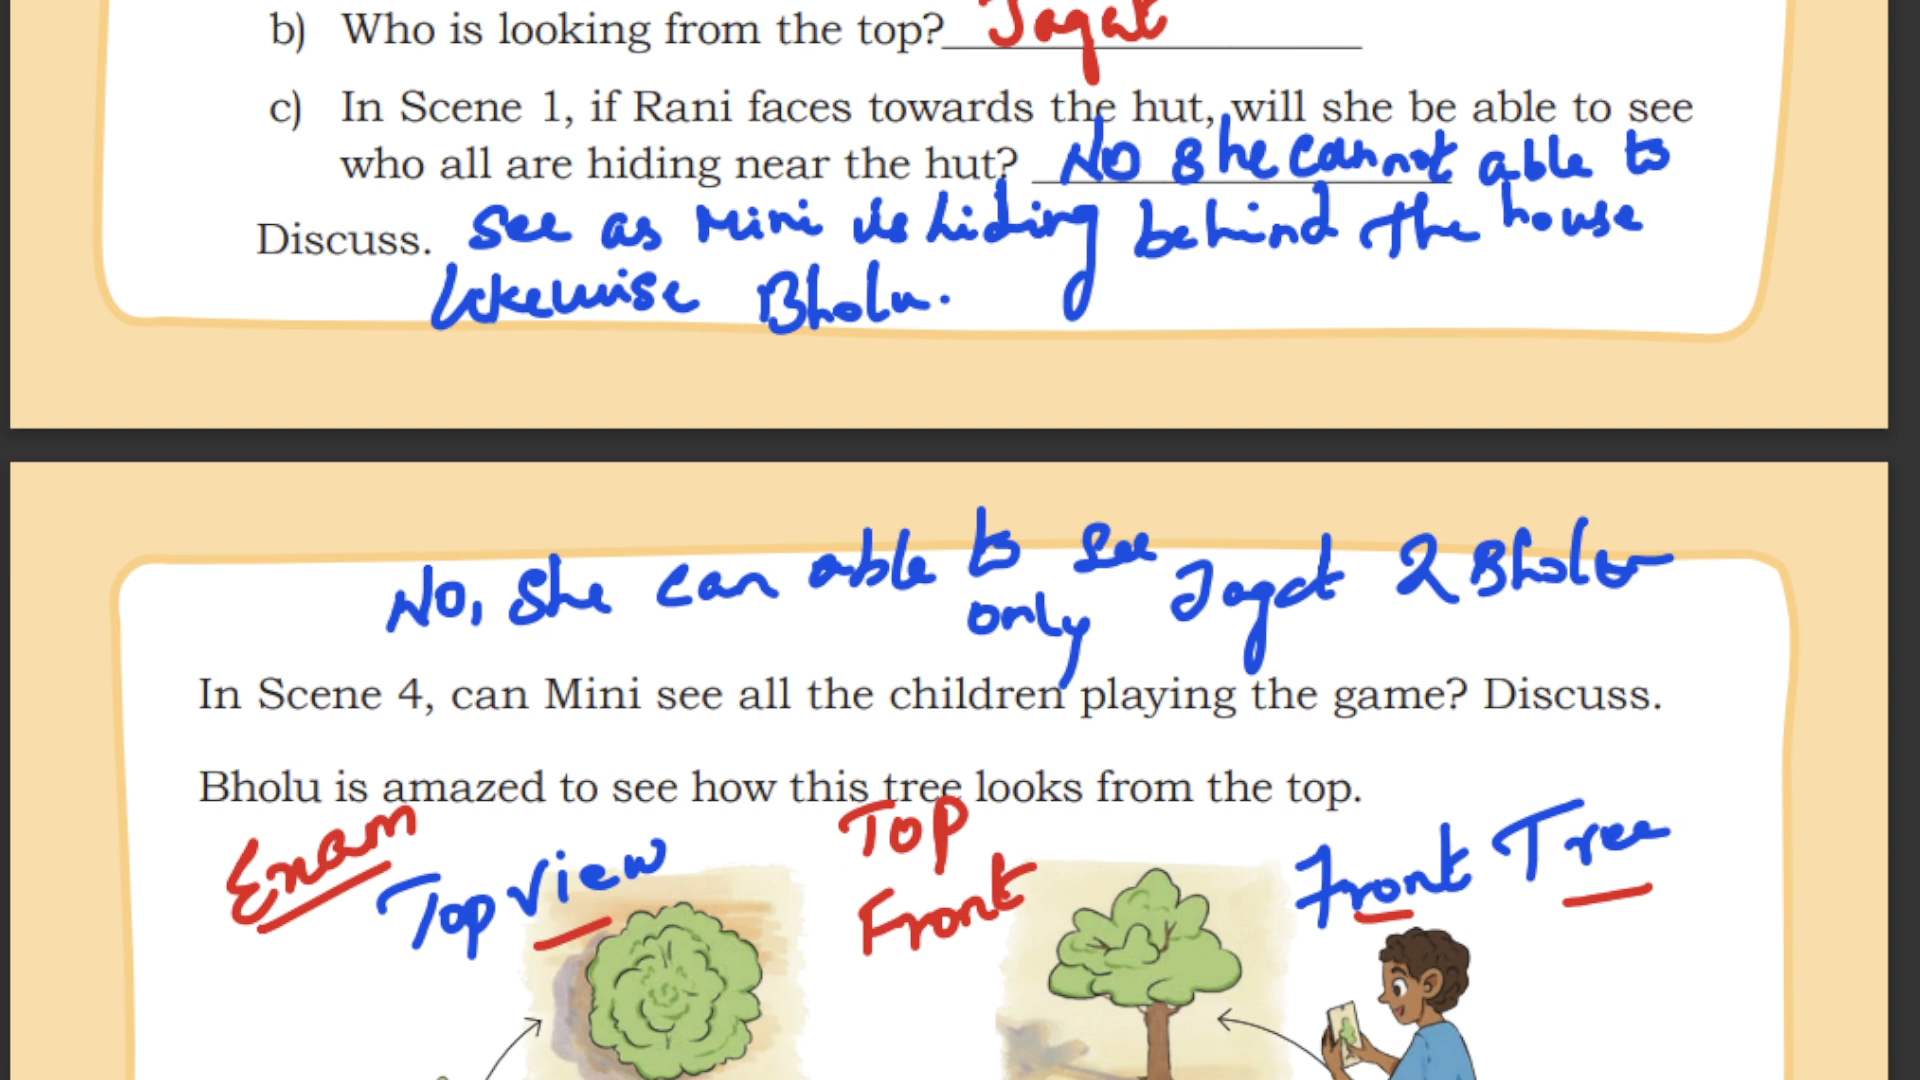 b) Who is looking from the top? Jagat
c) In Scene 1, if Rani faces towards the hut, will she be able to see
who all are hiding near the hut? No she cannot able to
Discuss. see as Mini is hiding behind the house
likewise Bholu.
No, she can able to see Jagat & Bholu
only
In Scene 4, can Mini see all the children playing the game? Discuss.
Bholu is amazed to see how this tree looks from the top.
Exam Top view Top Front Tree
Front